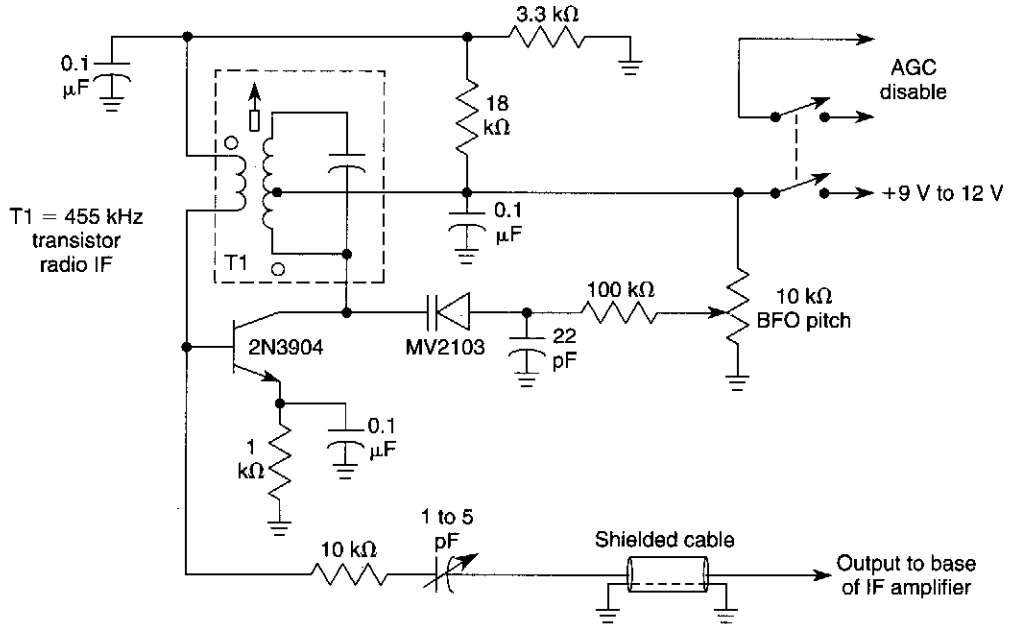 3.3 kΩ
0.1
μF
AGC
disable
18
kΩ
+9 V to 12 V
0.1
μF
T1 = 455 kHz
transistor
radio IF
T1
100 kΩ
10 kΩ
BFO pitch
2N3904
MV2103
22
pF
0.1
μF
1
kΩ
1 to 5
pF
10 kΩ
Shielded cable
Output to base
of IF amplifier